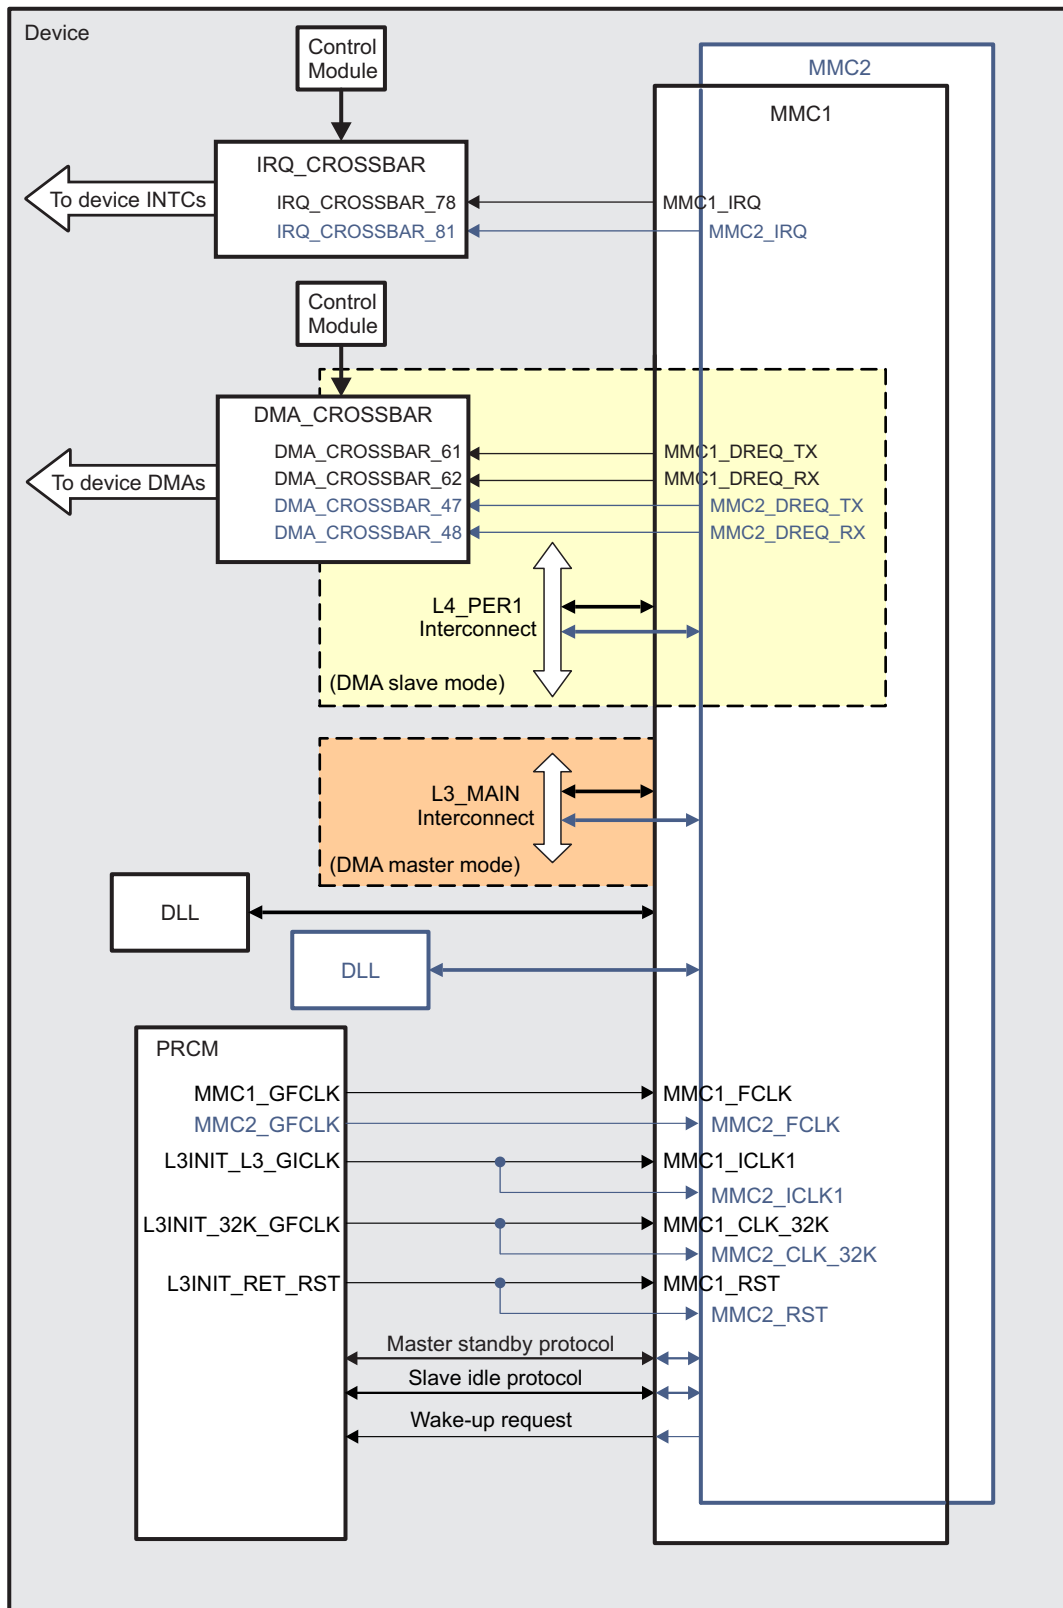 Device
Control
Module
MMC2
MMC1
IRQ_CROSSBAR
To device INTCs
IRQ_CROSSBAR_78
MMC1_IRQ
IRQ_CROSSBAR_81
MMC2_IRQ
Control
Module
DMA_CROSSBAR
DMA_CROSSBAR_61
MMC1_DREQ_TX
To device DMAs
DMA_CROSSBAR_62
MMC1_DREQ_RX
DMA_CROSSBAR_47
MMC2_DREQ_TX
DMA_CROSSBAR_48
MMC2_DREQ_RX
L4_PER1
Interconnect
(DMA slave mode)
L3_MAIN
Interconnect
(DMA master mode)
DLL
DLL
PRCM
MMC1_GFCLK
MMC1_FCLK
MMC2_GFCLK
MMC2_FCLK
L3INIT_L3_GICLK
MMC1_ICLK1
MMC2_ICLK1
L3INIT_32K_GFCLK
MMC1_CLK_32K
MMC2_CLK_32K
L3INIT_RET_RST
MMC1_RST
MMC2_RST
Master standby protocol
Slave idle protocol
Wake-up request